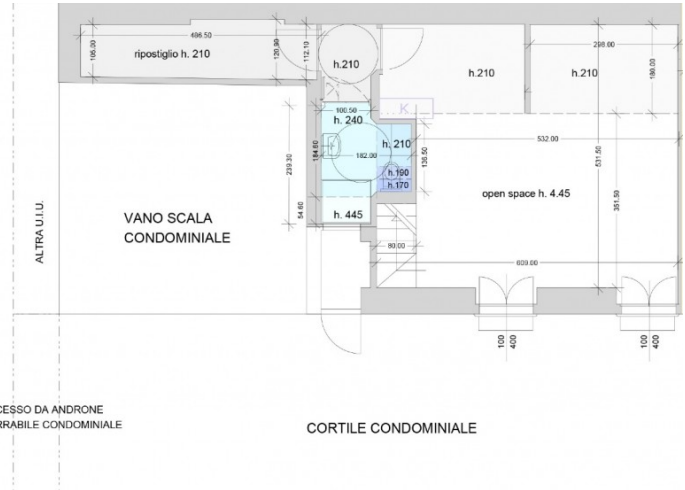 486.50
ripostiglio h. 210
105.00
120.90
112.10
h.210
h.210
298.00
h.210
180.00
K
100.50
h. 240
h. 210
532.00
184.60
182.00
136.50
531.50
239.30
h.190
h.170
open space h. 4.45
351.50
54.60
h. 445
VANO SCALA
CONDOMINIALE
80.00
609.00
ALTRA U.I.U.
100
400
100
400
CESSO DA ANDRONE
RRABILE CONDOMINIALE
CORTILE CONDOMINIALE